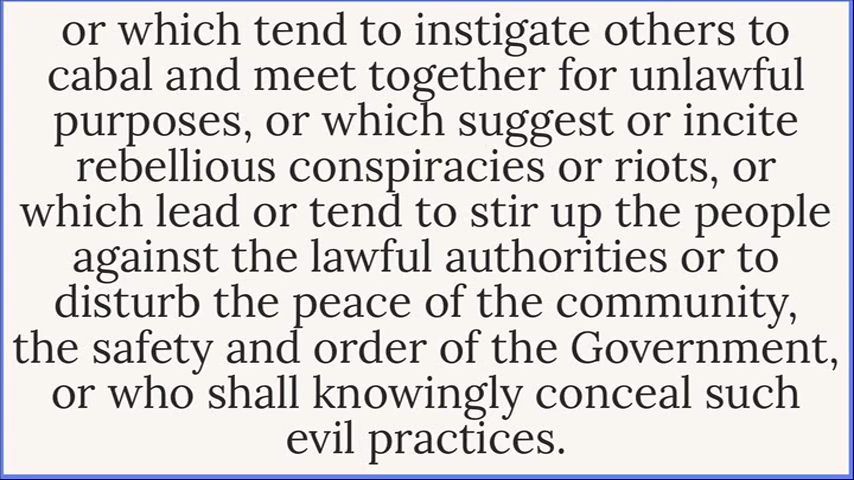 or which tend to instigate others to
cabal and meet together for unlawful
purposes, or which suggest or incite
rebellious conspiracies or riots, or
which lead or tend to stir up the people
against the lawful authorities or to
disturb the peace of the community,
the safety and order of the Government,
or who shall knowingly conceal such
evil practices.